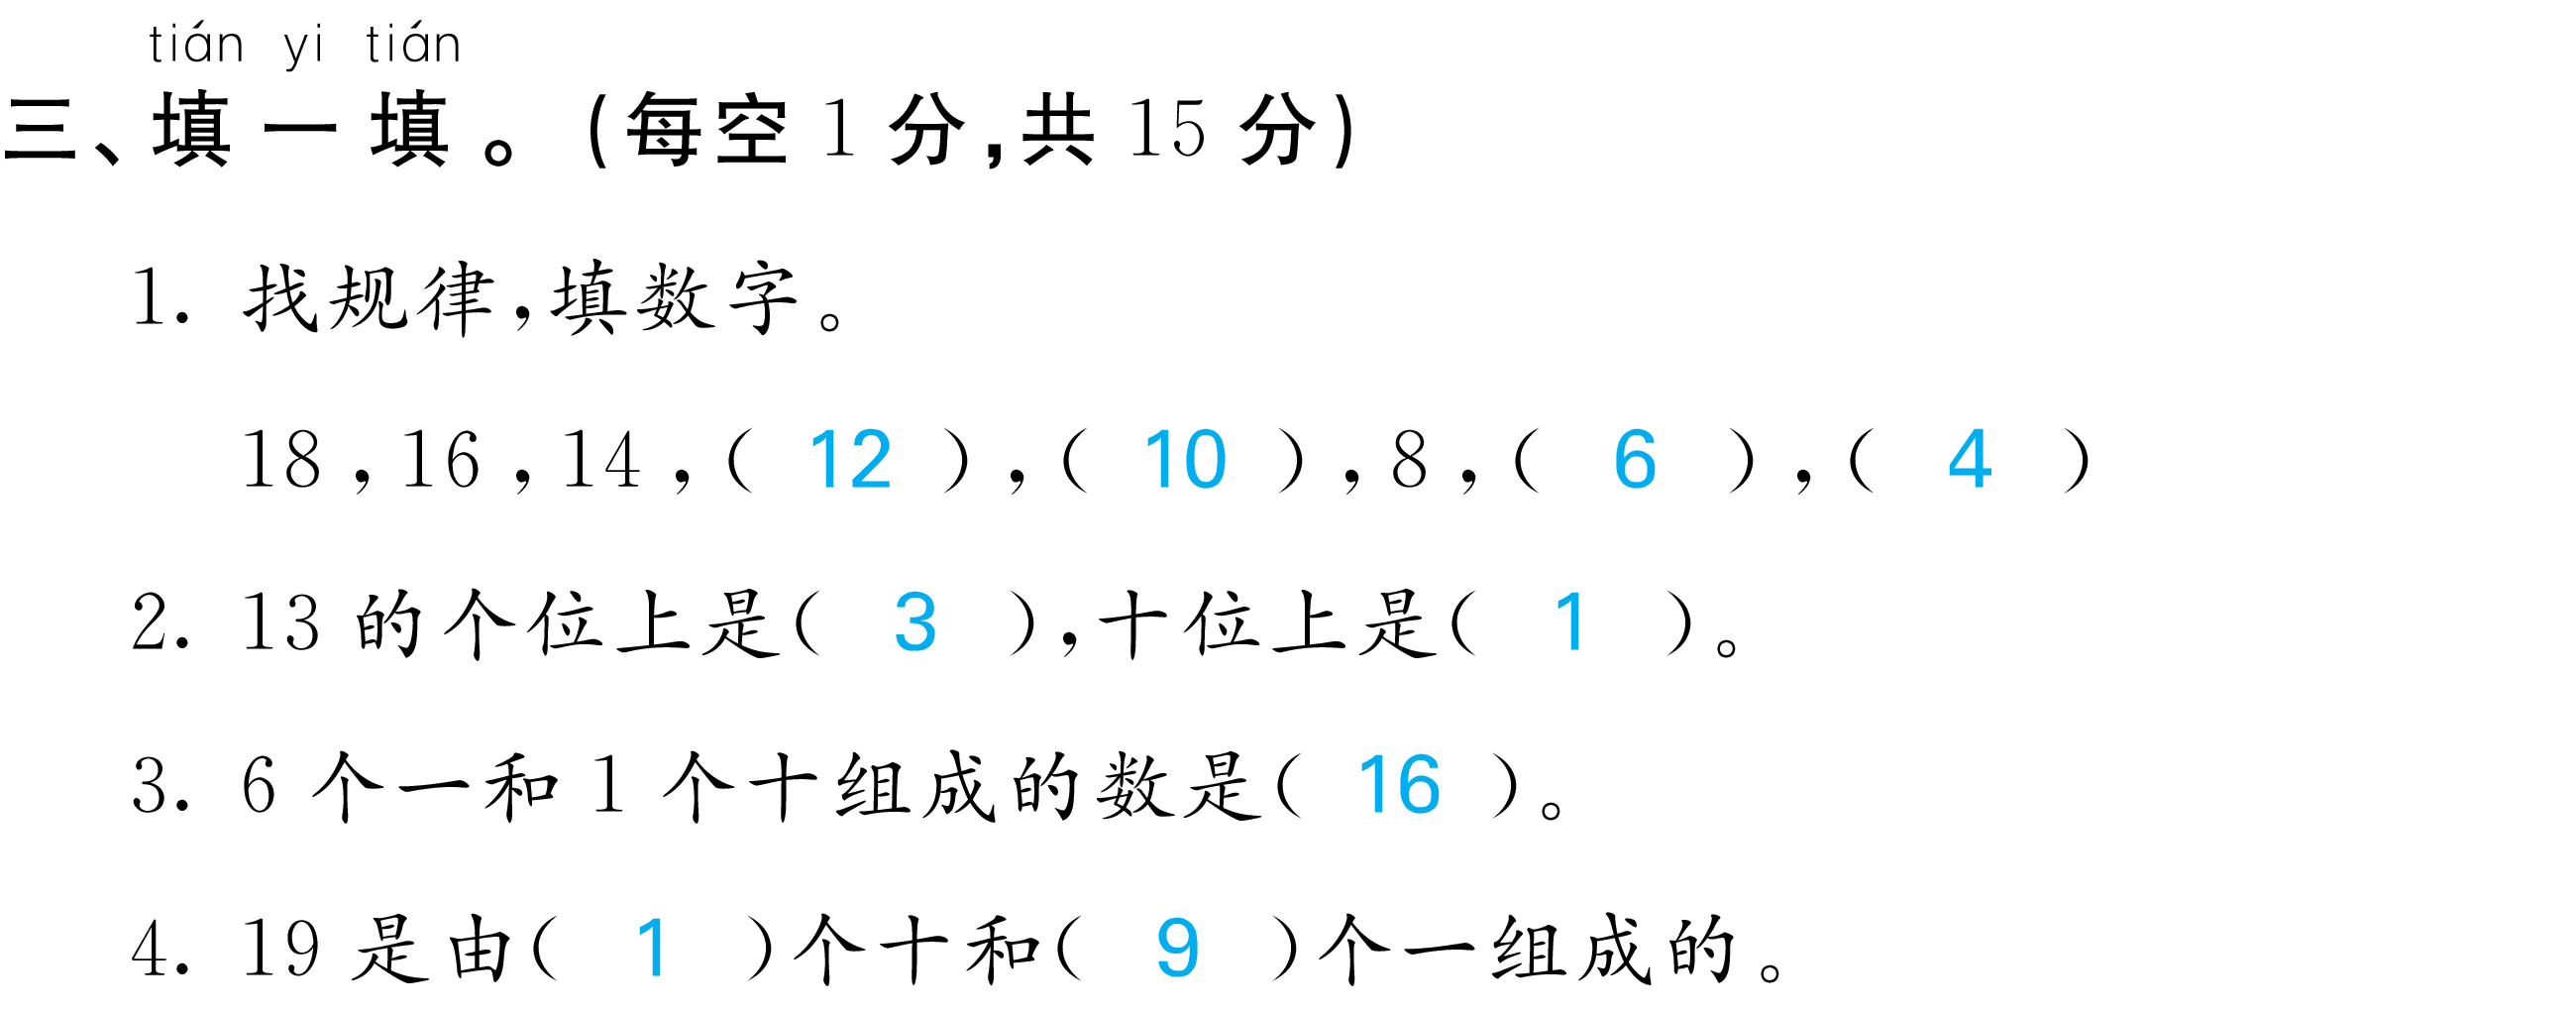 tián yi tián
三、填一填。(每空1分,共15分)
1. 找规律,填数字。
18,16,14,( 12 ),( 10 ),8,( 6 ),( 4 )
2. 13的个位上是( 3 ),十位上是( 1 )。
3. 6个一和1个十组成的数是( 16 )。
4. 19是由( 1 )个十和( 9 )个一组成的。